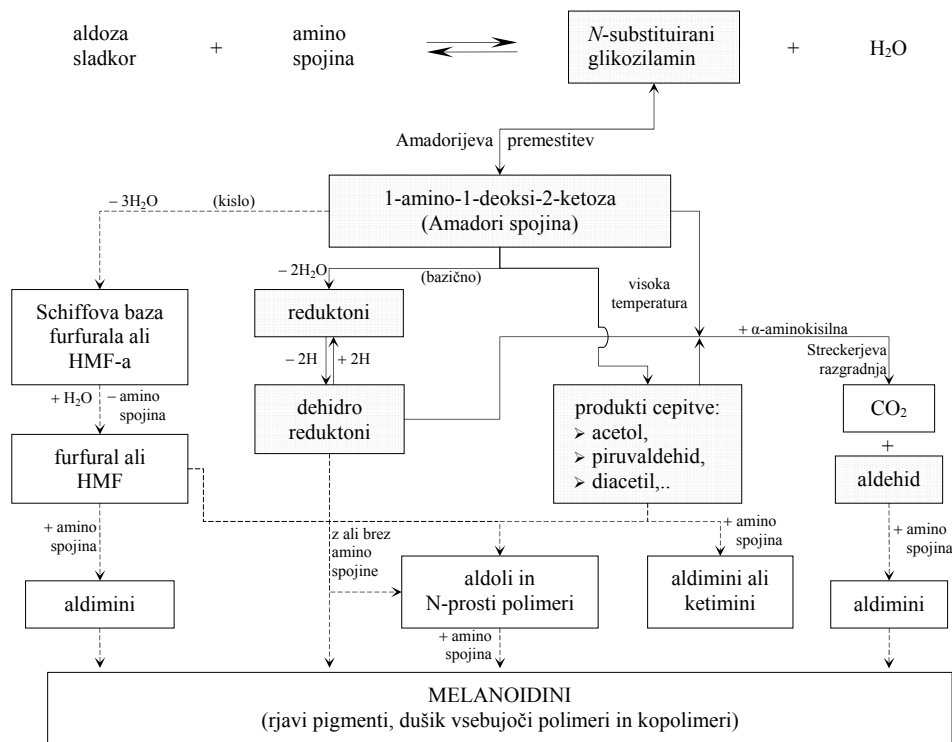 aldoza
sladkor
+
amino
spojina
N-substituirani
glikozilamin
+
H₂O
Amadorijeva premestitev
1-amino-1-deoksi-2-ketoza
(Amadori spojina)
– 3H₂O
(kislo)
– 2H₂O
(bazično)
visoka
temperatura
Schiffova baza
furfurala ali
HMF-a
reduktoni
– 2H
+ 2H
+ α-aminokisilna
Streckerjeva
razgradnja
+ H₂O
– amino
spojina
dehidro
reduktoni
produkti cepitve:
➢ acetol,
➢ piruvaldehid,
➢ diacetil,..
CO₂
+
aldehid
furfural ali
HMF
+ amino
spojina
z ali brez
amino
spojine
+ amino
spojina
+ amino
spojina
aldimini
aldoli in
N-prosti polimeri
aldimini ali
ketimini
aldimini
+ amino
spojina
MELANOIDINI
(rjavi pigmenti, dušik vsebujoči polimeri in kopolimeri)